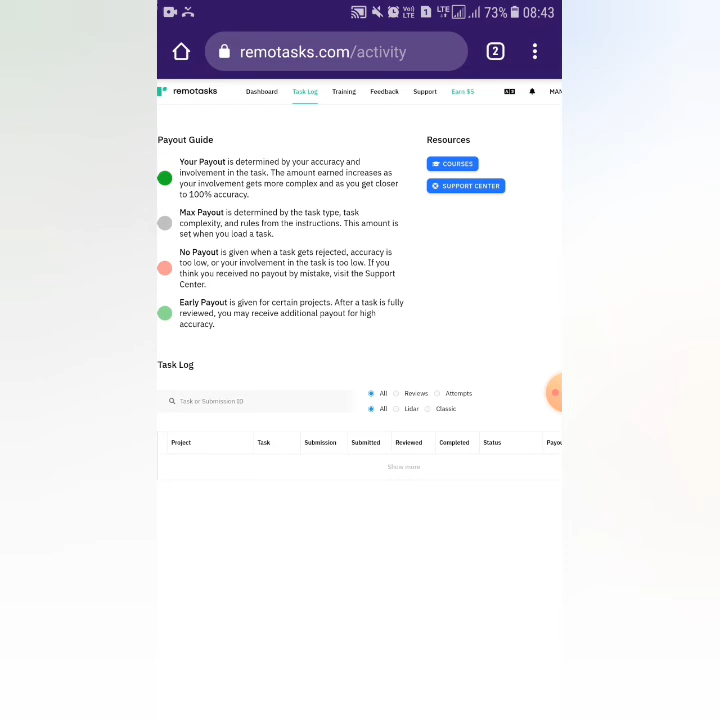 LTE 73% 08:43
remotasks.com/activity 2
remotasks Dashboard Task Log Training Feedback Support Earn $5 MAN
Payout Guide
Your Payout is determined by your accuracy and
involvement in the task. The amount earned increases as
your involvement gets more complex and as you get closer
to 100% accuracy.
Max Payout is determined by the task type, task
complexity, and rules from the instructions. This amount is
set when you load a task.
No Payout is given when a task gets rejected, accuracy is
too low, or your involvement in the task is too low. If you
think you received no payout by mistake, visit the Support
Center.
Early Payout is given for certain projects. After a task is fully
reviewed, you may receive additional payout for high
accuracy.
Resources
COURSES
SUPPORT CENTER
Task Log
Task or Submission ID
All Reviews Attempts
All Lidar Classic
Project Task Submission Submitted Reviewed Completed Status Payou
Show more